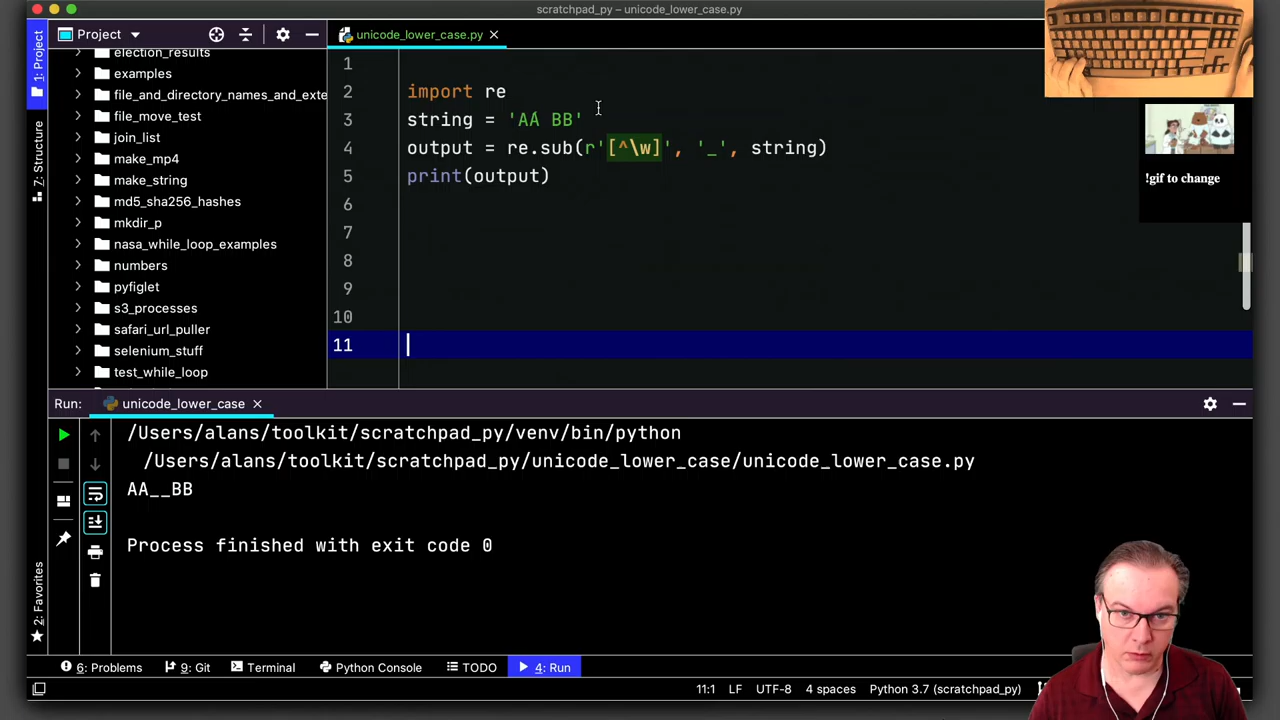 scratchpad_py – unicode_lower_case.py
Project
unicode_lower_case.py
1: Project
7: Structure
2: Favorites
election_results
examples
file_and_directory_names_and_exte
file_move_test
join_list
make_mp4
make_string
md5_sha256_hashes
mkdir_p
nasa_while_loop_examples
numbers
pyfiglet
s3_processes
safari_url_puller
selenium_stuff
test_while_loop
1
2 import re
3 string = 'AA BB'
4 output = re.sub(r'[^\w]', '_', string)
5 print(output)
6
7
8
9
10
11
!gif to change
Run: unicode_lower_case
/Users/alans/toolkit/scratchpad_py/venv/bin/python
/Users/alans/toolkit/scratchpad_py/unicode_lower_case/unicode_lower_case.py
AA__BB
Process finished with exit code 0
6: Problems 9: Git Terminal Python Console TODO 4: Run
11:1 LF UTF-8 4 spaces Python 3.7 (scratchpad_py)